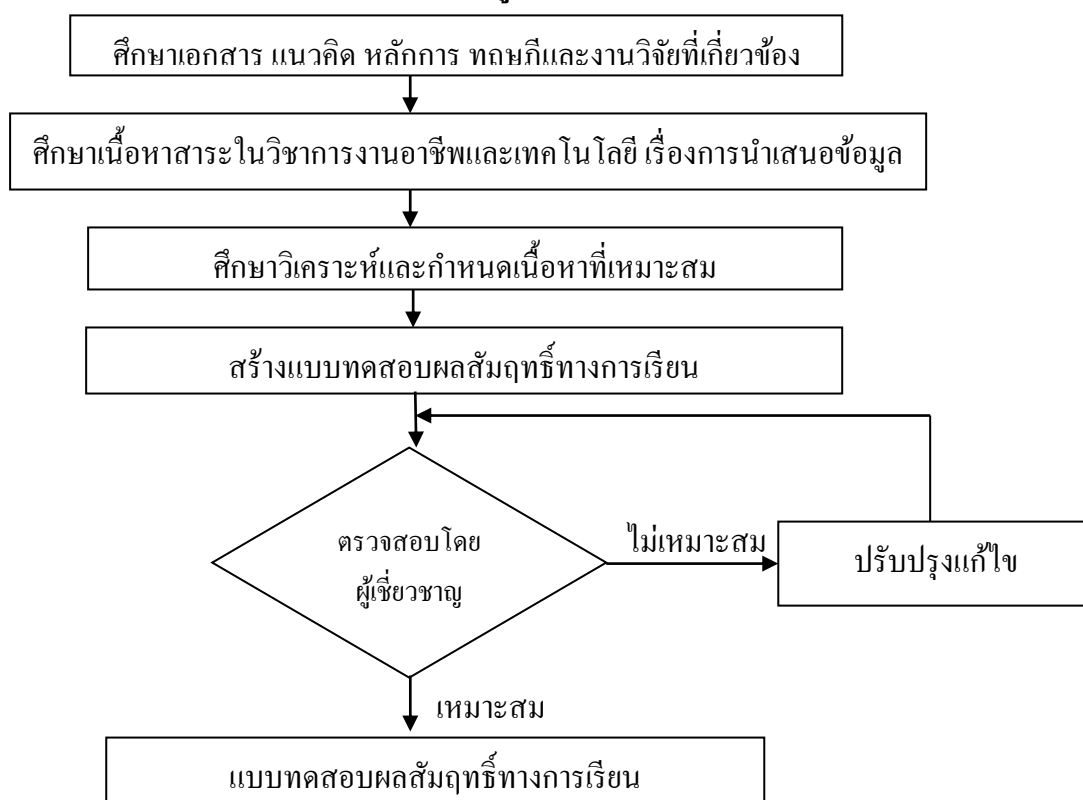 ศึกษาเอกสาร แนวคิด หลักการ ทฤษฎีและงานวิจัยที่เกี่ยวข้อง
ศึกษาเนื้อหาสาระในวิชาการงานอาชีพและเทคโนโลยี เรื่องการนำเสนอข้อมูล
ศึกษาวิเคราะห์และกำหนดเนื้อหาที่เหมาะสม
สร้างแบบทดสอบผลสัมฤทธิ์ทางการเรียน
ตรวจสอบโดย
ผู้เชี่ยวชาญ
ไม่เหมาะสม
ปรับปรุงแก้ไข
เหมาะสม
แบบทดสอบผลสัมฤทธิ์ทางการเรียน